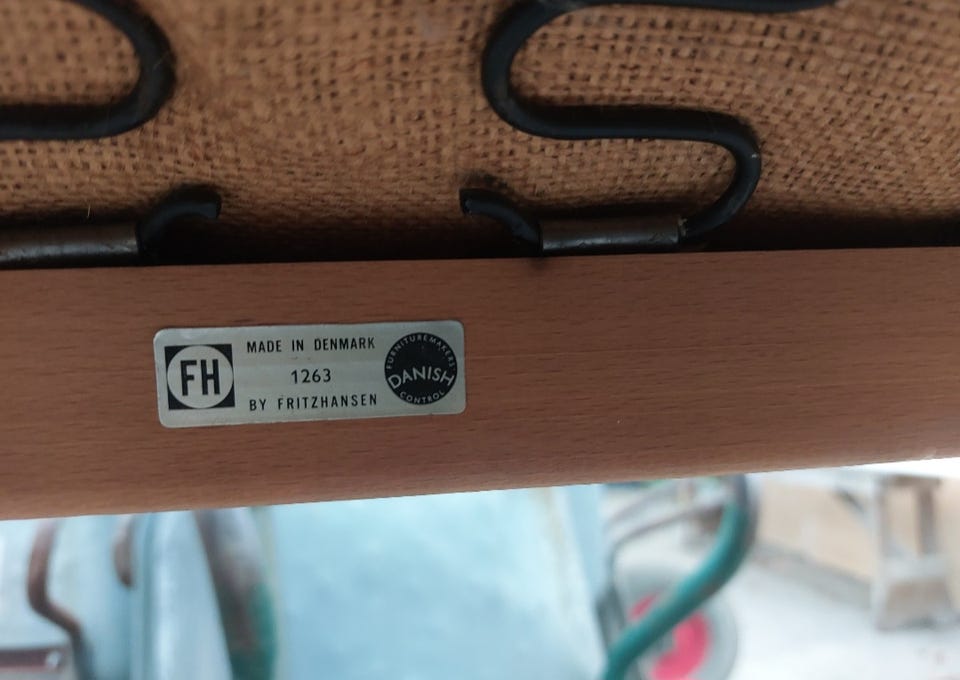 FH
MADE IN DENMARK
1263
BY FRITZHANSEN
FURNITUREMAKERS'
DANISH
CONTROL